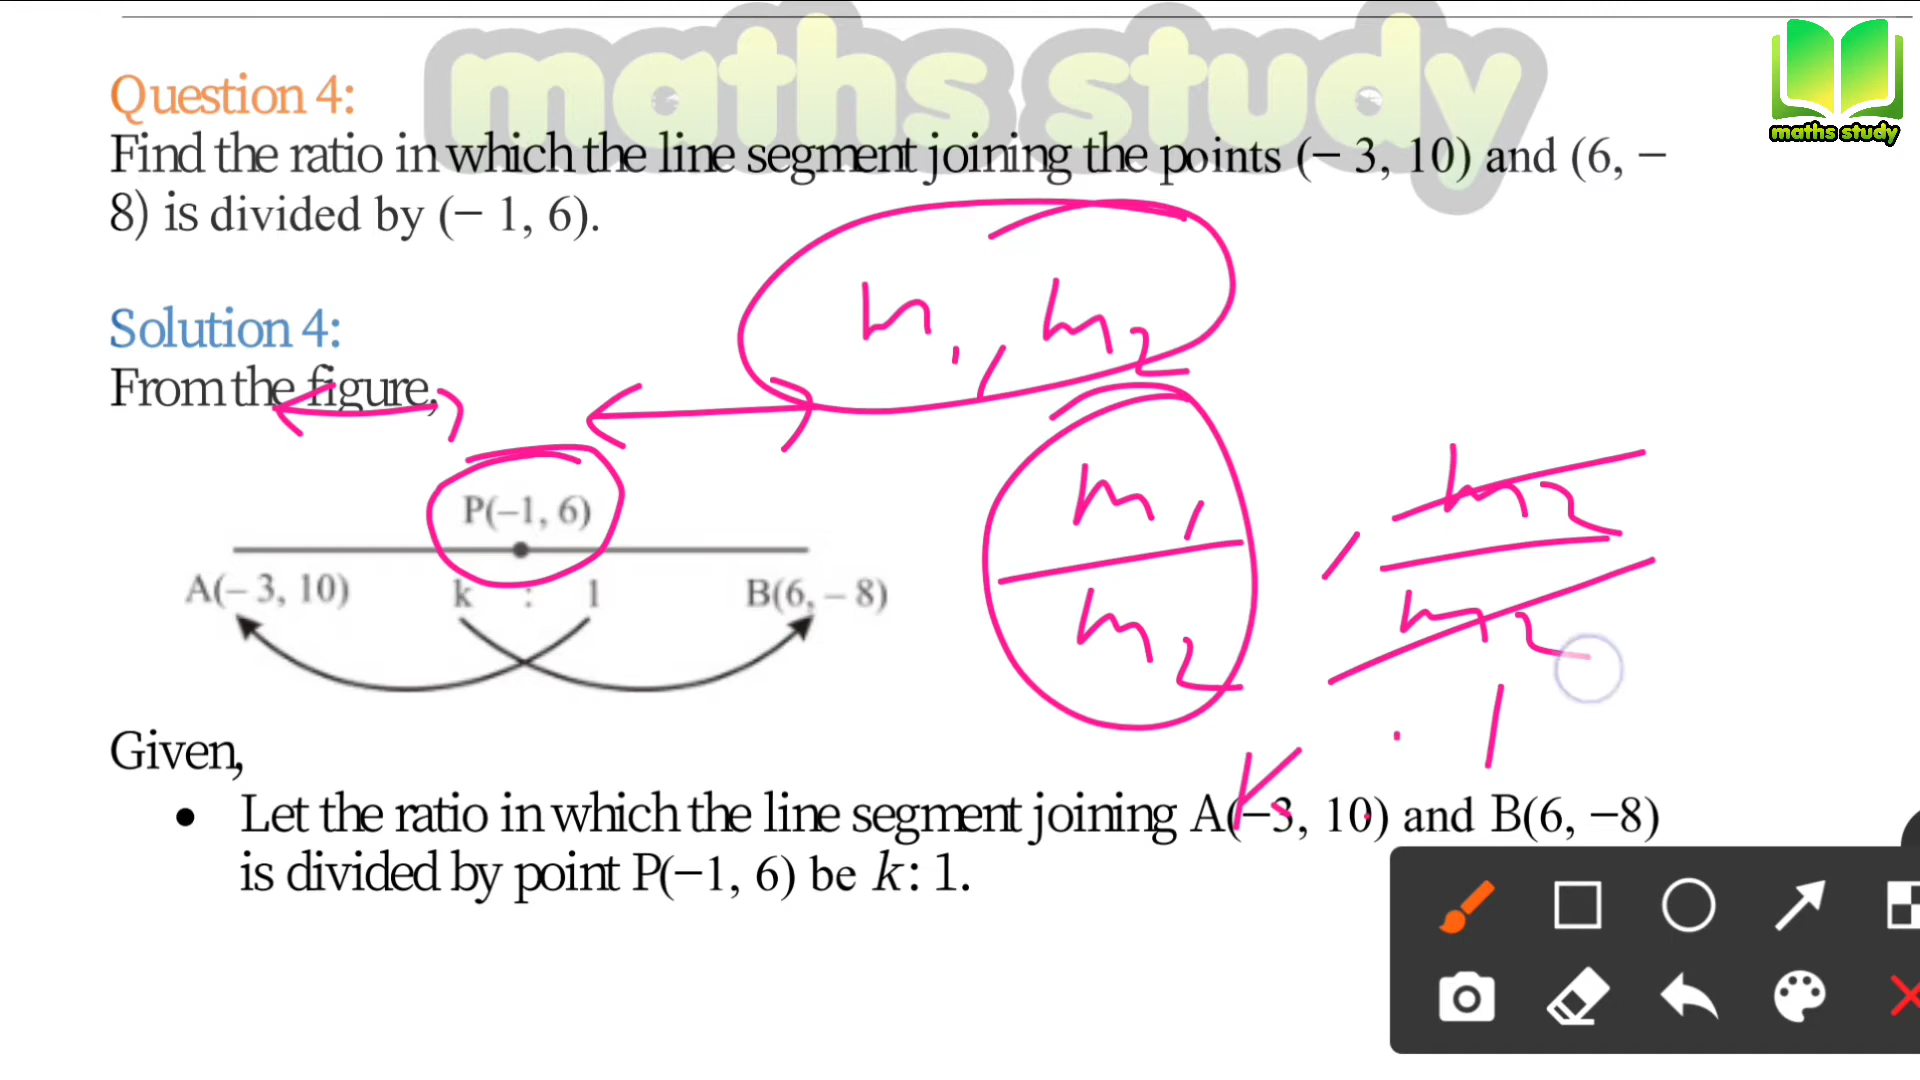 maths study
maths study
Question 4:
Find the ratio in which the line segment joining the points (− 3, 10) and (6, −
8) is divided by (− 1, 6).
m1, m2
Solution 4:
From the figure,
m1 , m2
m2 m2
P(−1, 6)
A(− 3, 10) k : 1 B(6, − 8)
K : 1
Given,
• Let the ratio in which the line segment joining A(−3, 10) and B(6, −8)
is divided by point P(−1, 6) be k: 1.